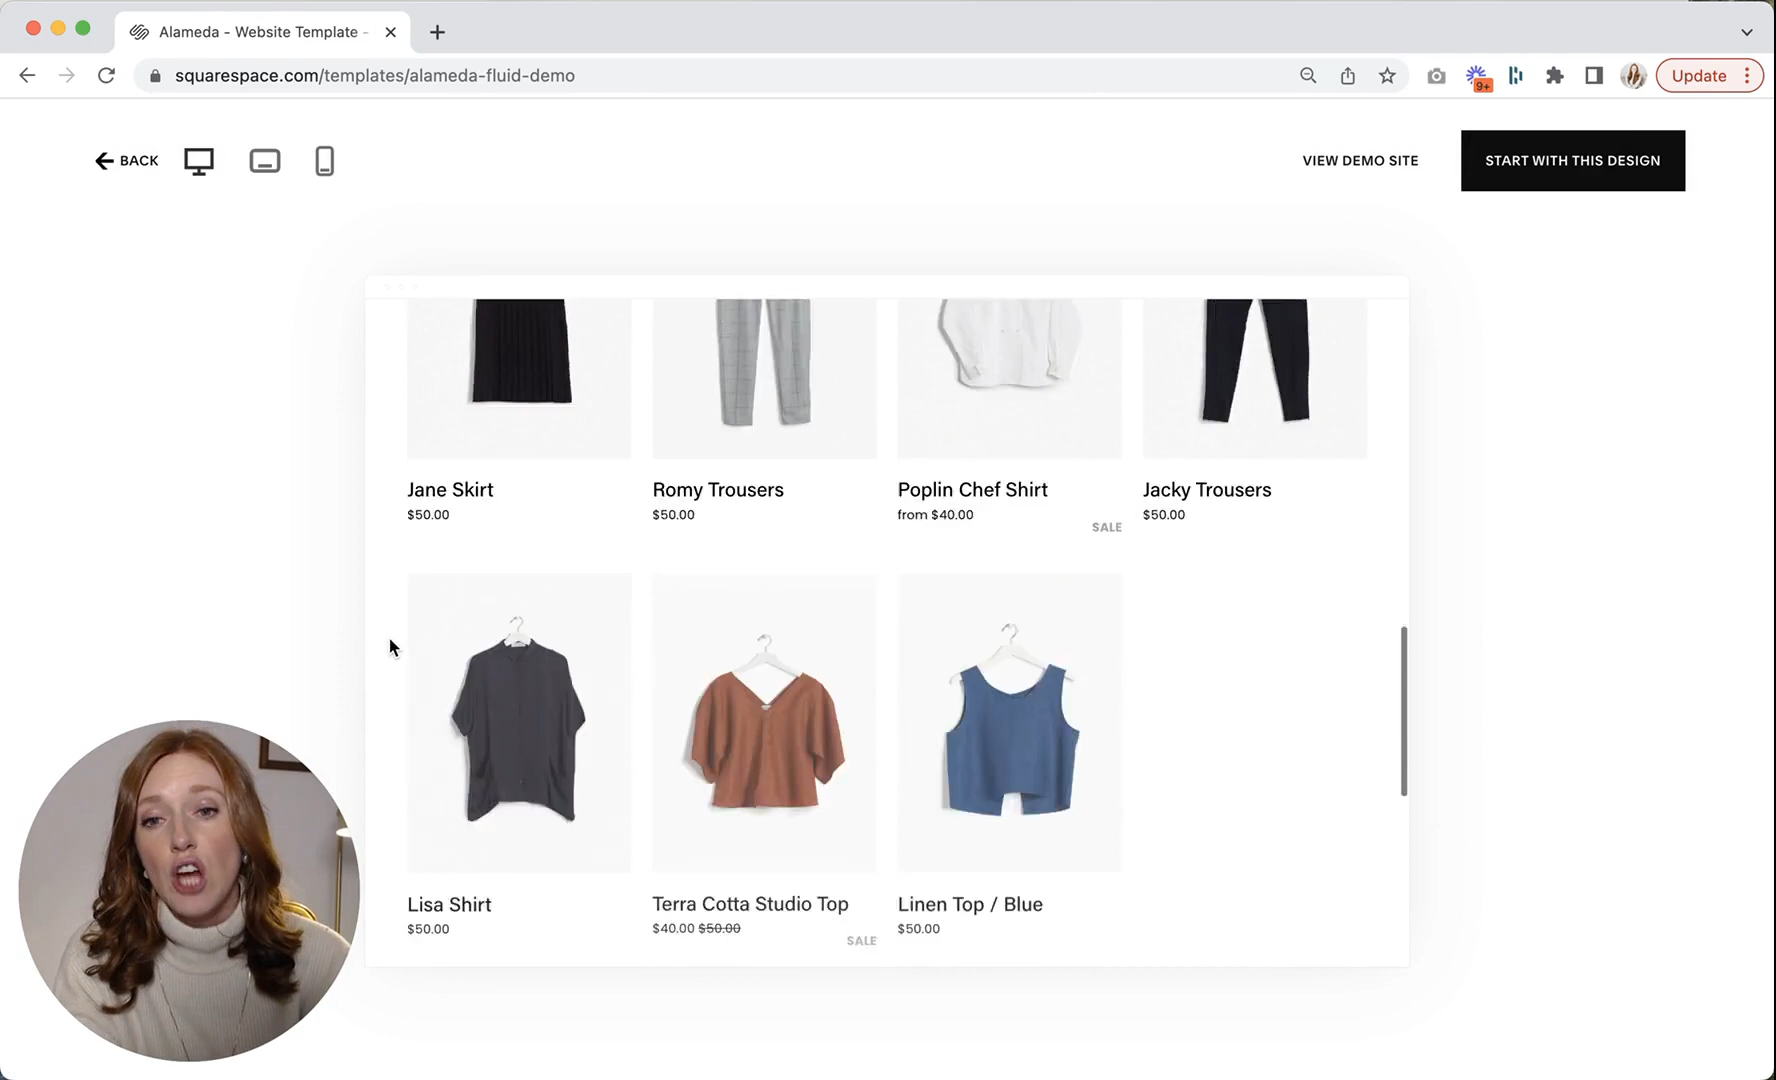 Alameda - Website Template -
squarespace.com/templates/alameda-fluid-demo
9+
Update
BACK
VIEW DEMO SITE
START WITH THIS DESIGN
Jane Skirt
$50.00
Romy Trousers
$50.00
Poplin Chef Shirt
from $40.00
SALE
Jacky Trousers
$50.00
Lisa Shirt
$50.00
Terra Cotta Studio Top
$40.00 $50.00
SALE
Linen Top / Blue
$50.00